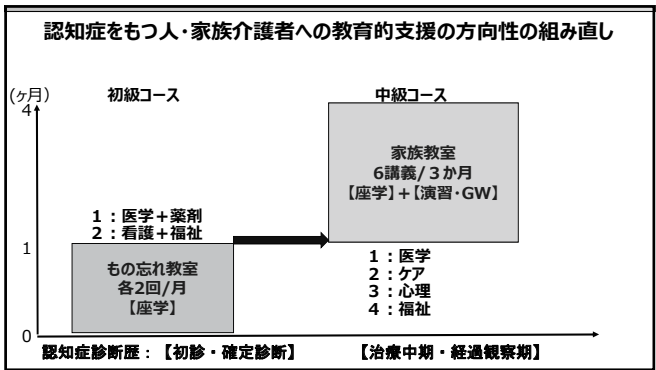 認知症をもつ人・家族介護者への教育的支援の方向性の組み直し
(ヶ月)
初級コース
中級コース
4
家族教室
6講義/３か月
【座学】＋【演習・GW】
1：医学＋薬剤
2：看護＋福祉
1
もの忘れ教室
各2回/月
【座学】
1：医学
2：ケア
3：心理
4：福祉
0
認知症診断歴：【初診・確定診断】
【治療中期・経過観察期】